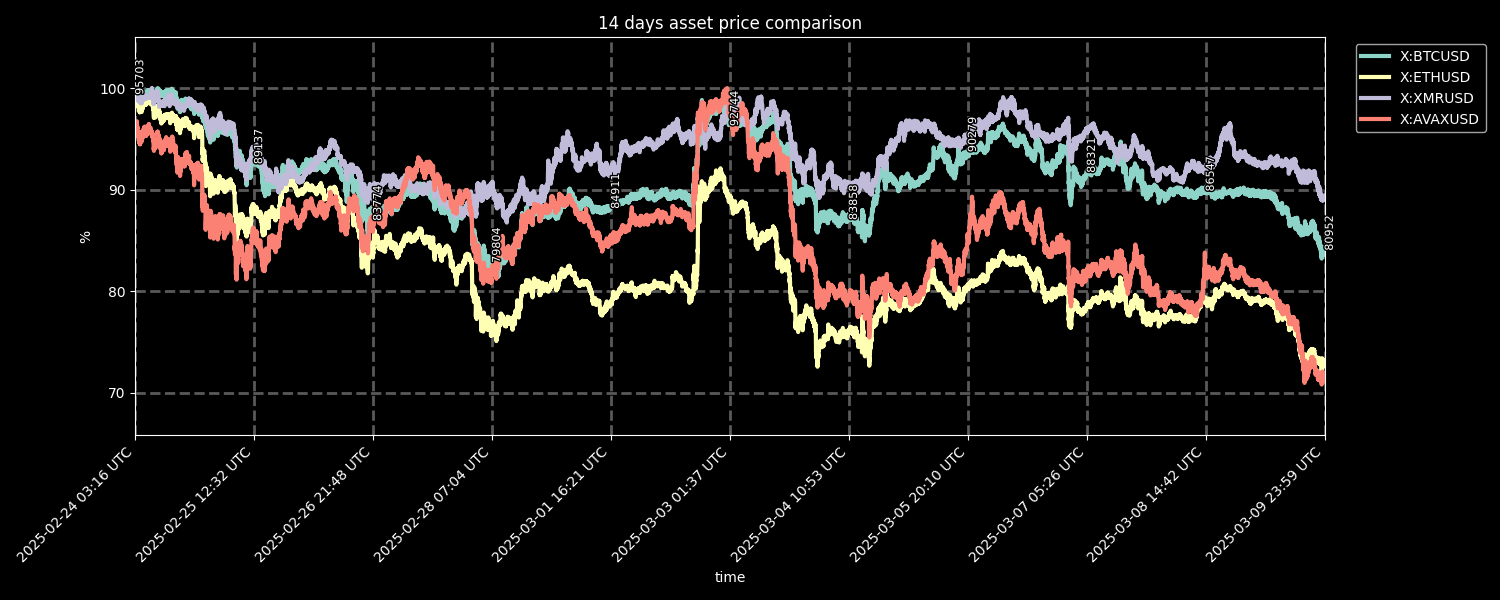 14 days asset price comparison
X:BTCUSD
X:ETHUSD
X:XMRUSD
X:AVAXUSD
%
100
90
80
70
95703
89137
83774
79804
84911
92744
83858
90279
88321
86547
809522
2025-02-24 03:16 UTC
2025-02-25 12:32 UTC
2025-02-26 21:48 UTC
2025-02-28 07:04 UTC
2025-03-01 16:21 UTC
2025-03-03 01:37 UTC
2025-03-04 10:53 UTC
2025-03-05 20:10 UTC
2025-03-07 05:26 UTC
2025-03-08 14:42 UTC
2025-03-09 23:59 UTC
time